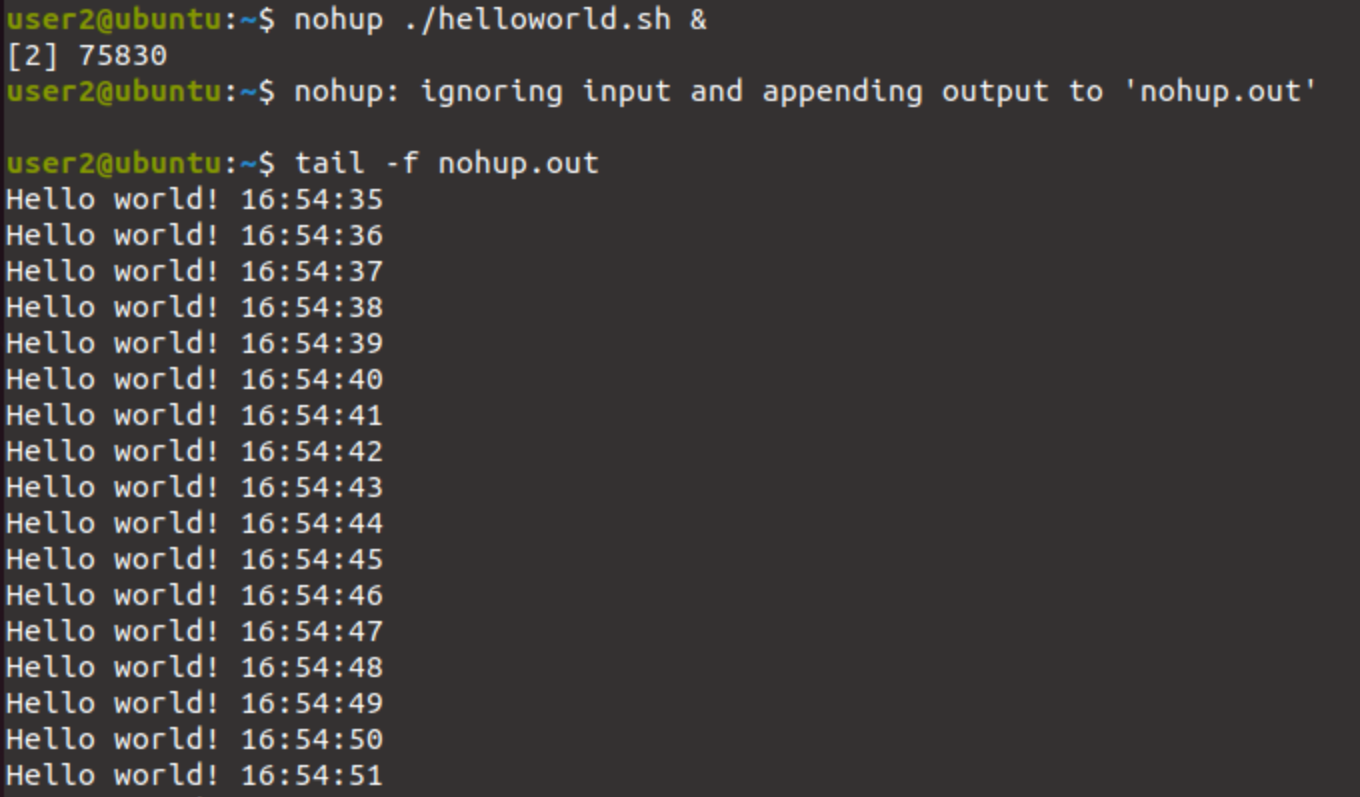 user2@ubuntu:~$ nohup ./helloworld.sh &
[2] 75830
user2@ubuntu:~$ nohup: ignoring input and appending output to 'nohup.out'
user2@ubuntu:~$ tail -f nohup.out
Hello world! 16:54:35
Hello world! 16:54:36
Hello world! 16:54:37
Hello world! 16:54:38
Hello world! 16:54:39
Hello world! 16:54:40
Hello world! 16:54:41
Hello world! 16:54:42
Hello world! 16:54:43
Hello world! 16:54:44
Hello world! 16:54:45
Hello world! 16:54:46
Hello world! 16:54:47
Hello world! 16:54:48
Hello world! 16:54:49
Hello world! 16:54:50
Hello world! 16:54:51